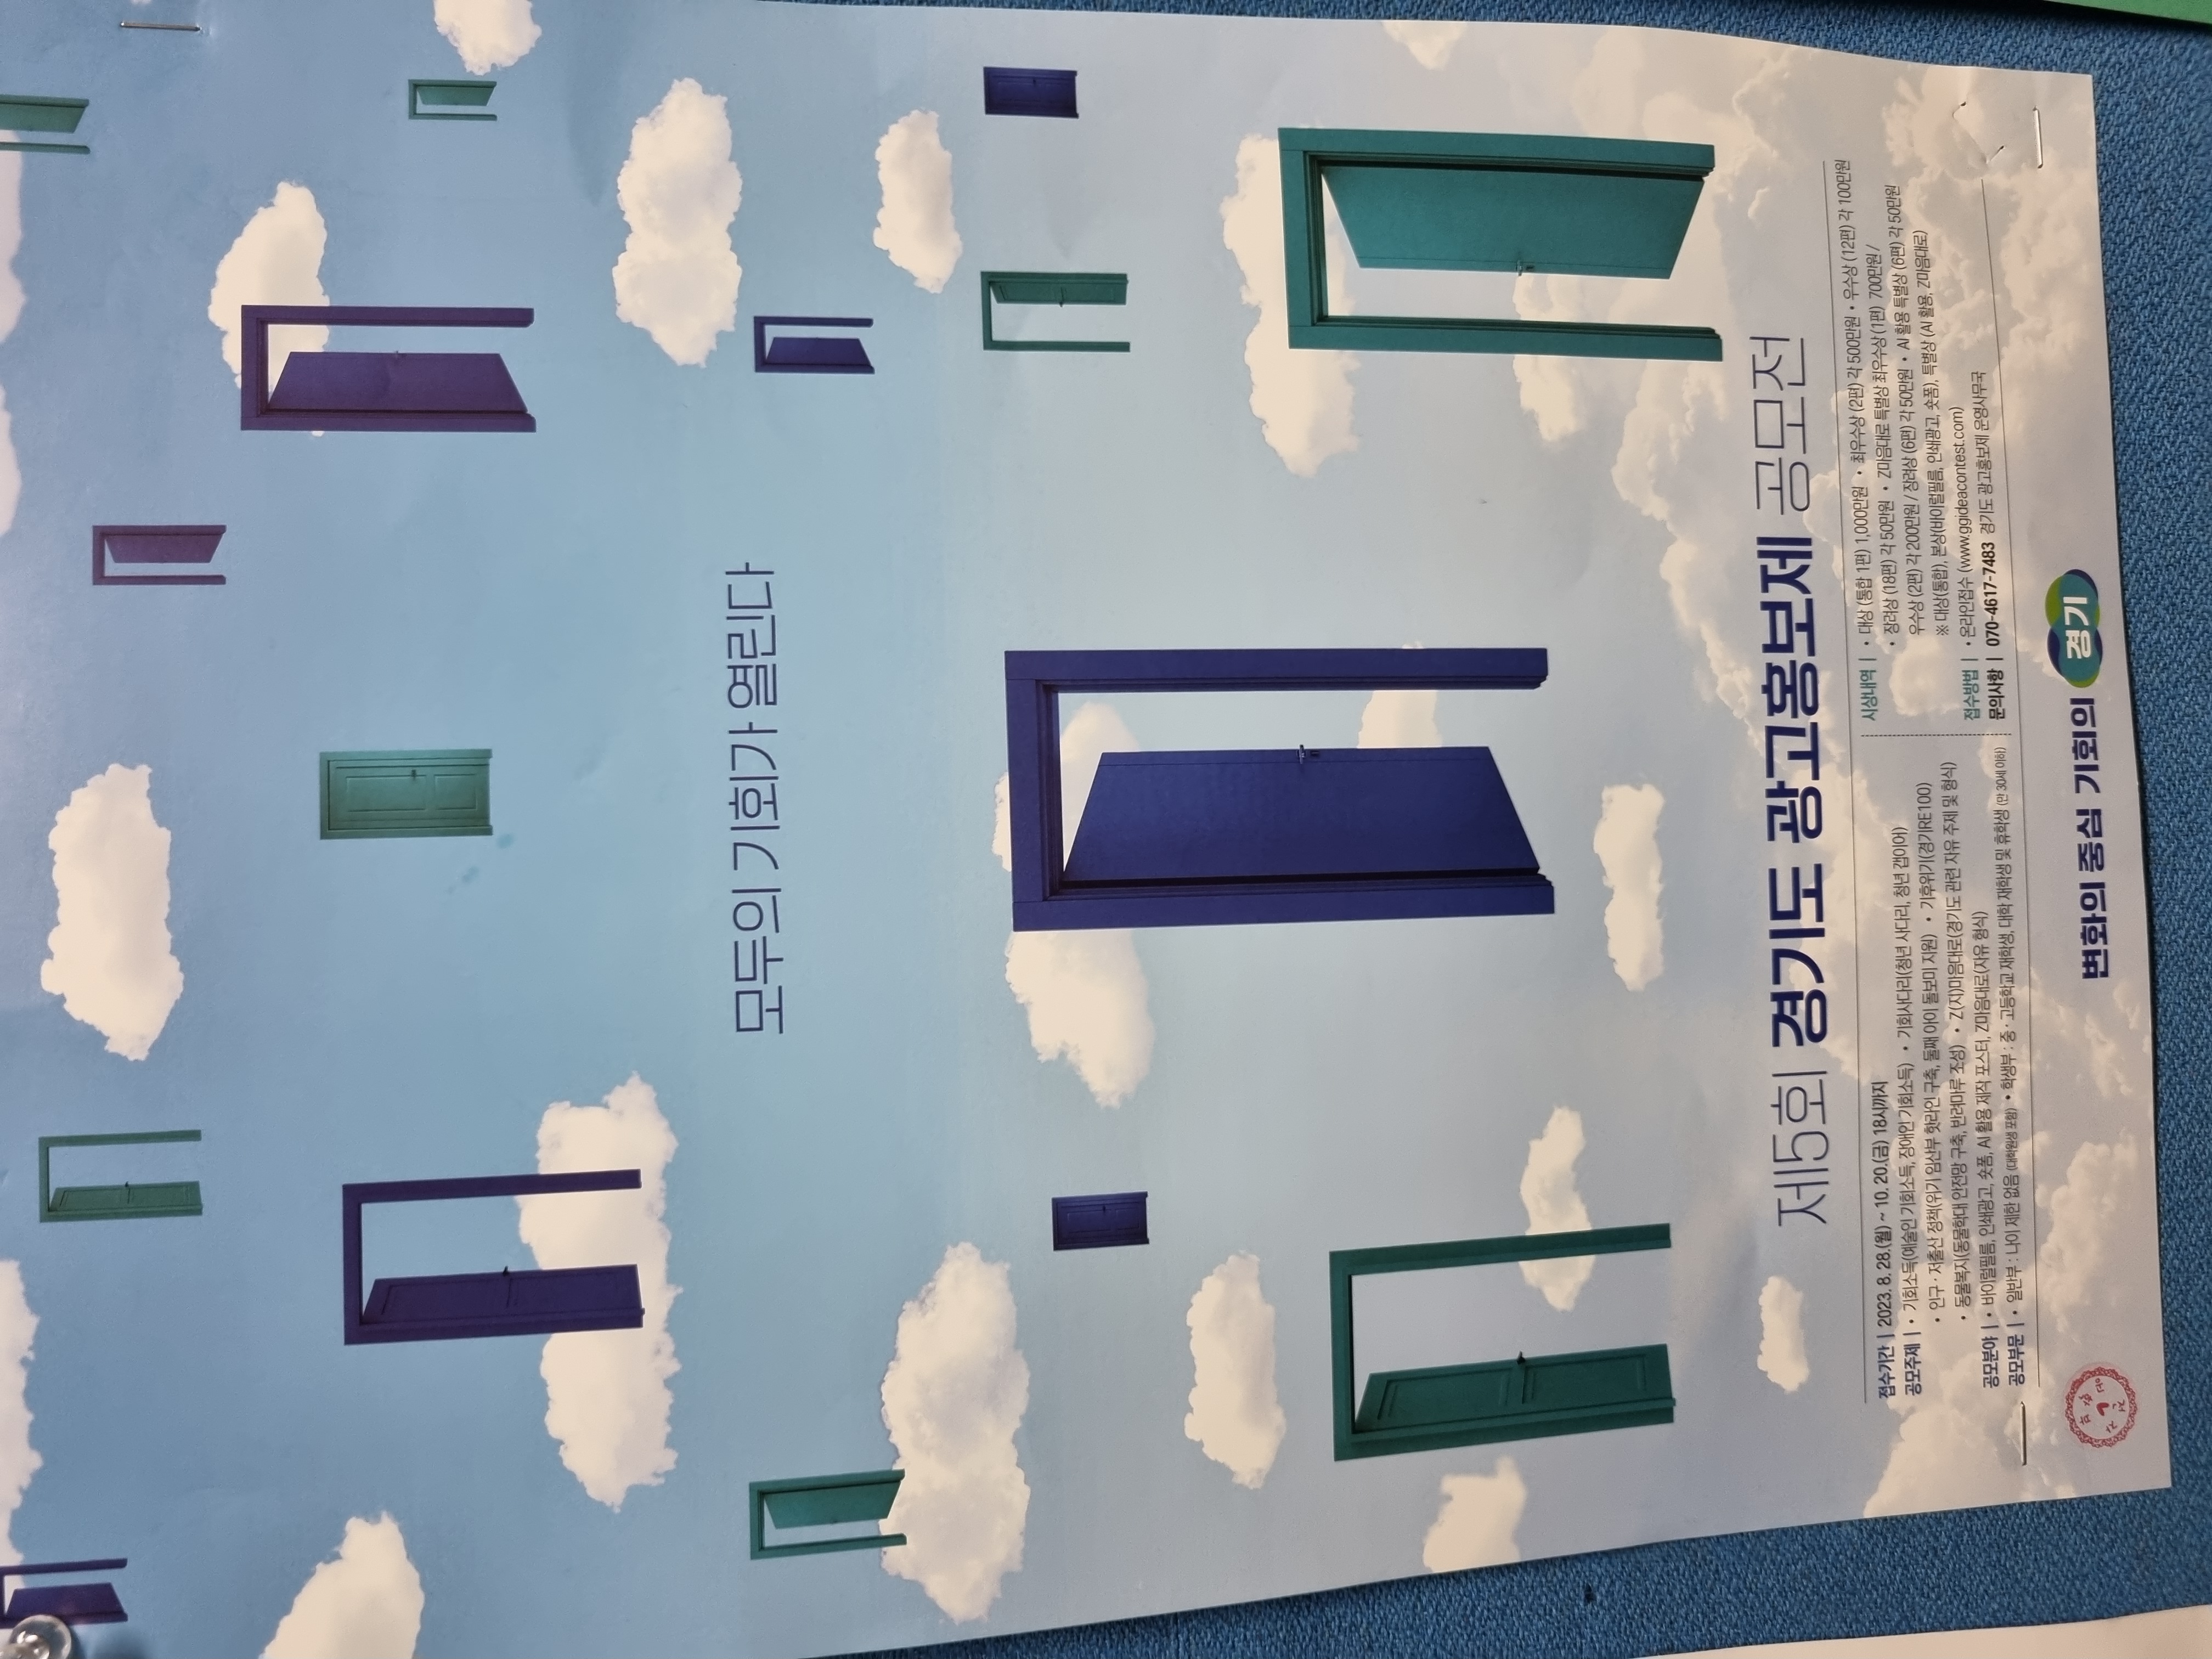 모두의 기회가 열린다
제5회 경기도 광고홍보제 공모전
접수기간 | 2023. 8. 28.(월) ~ 10. 20.(금) 18시까지
공모주제 | • 기회소득(예술인 기회소득, 장애인 기회소득) • 기회사다리(청년 사다리, 청년 갭이어)
• 인구·저출산 정책(위기 임산부 핫라인 구축, 둘째 아이 돌보미 지원) • 기후위기(경기RE100)
• 동물복지(동물학대 안전망 구축, 반려마루 조성) • Z(지)마음대로(경기도 관련 자유 주제 및 형식)
공모분야 | • 바이럴필름, 인쇄광고, 숏폼, AI 활용 제작 포스터, Z마음대로(자유 형식)
공모부문 | • 일반부 : 나이 제한 없음 (대학원생 포함) • 학생부 : 중·고등학교 재학생, 대학 재학생 및 휴학생 (만 30세 이하)
시상내역 | • 대상 (통합 1편) 1,000만원 • 최우수상 (2편) 각 500만원 • 우수상 (12편) 각 100만원
• 장려상 (18편) 각 50만원 • Z마음대로 특별상 최우수상 (1편) 700만원 /
우수상 (2편) 각 200만원 / 장려상 (6편) 각 50만원 • AI 활용 특별상 (6편) 각 50만원
※ 대상(통합), 본상(바이럴필름, 인쇄광고, 숏폼), 특별상 (AI 활용, Z마음대로)
접수방법 | • 온라인접수 (www.ggideacontest.com)
문의사항 | 070-4617-7483 경기도 광고홍보제 운영사무국
변화의 중심 기회의 경기